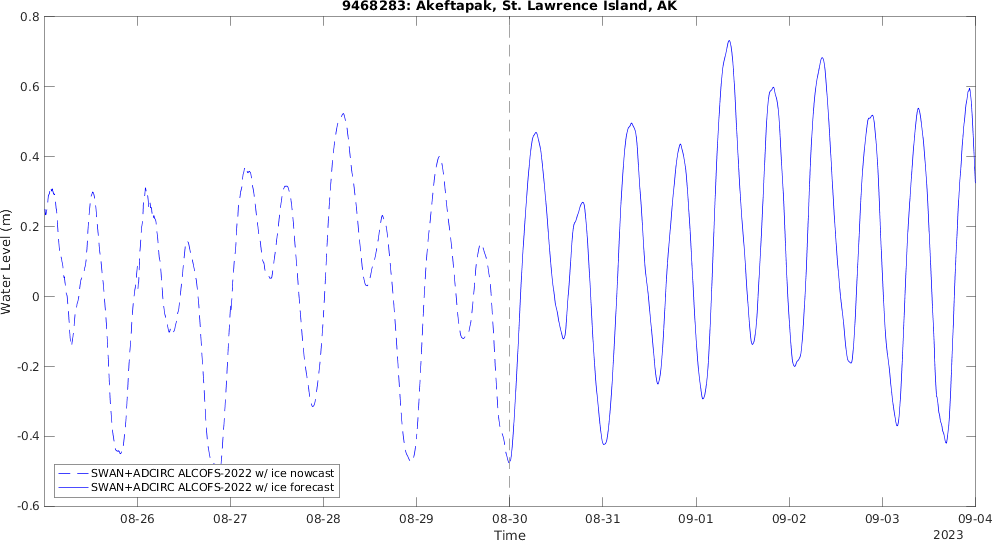 9468283: Akeftapak, St. Lawrence Island, AK
0.8
0.6
0.4
0.2
0
-0.2
-0.4
-0.6
Water Level (m)
SWAN+ADCIRC ALCOFS-2022 w/ ice nowcast
SWAN+ADCIRC ALCOFS-2022 w/ ice forecast
08-26 08-27 08-28 08-29 08-30 08-31 09-01 09-02 09-03 09-04
Time
2023